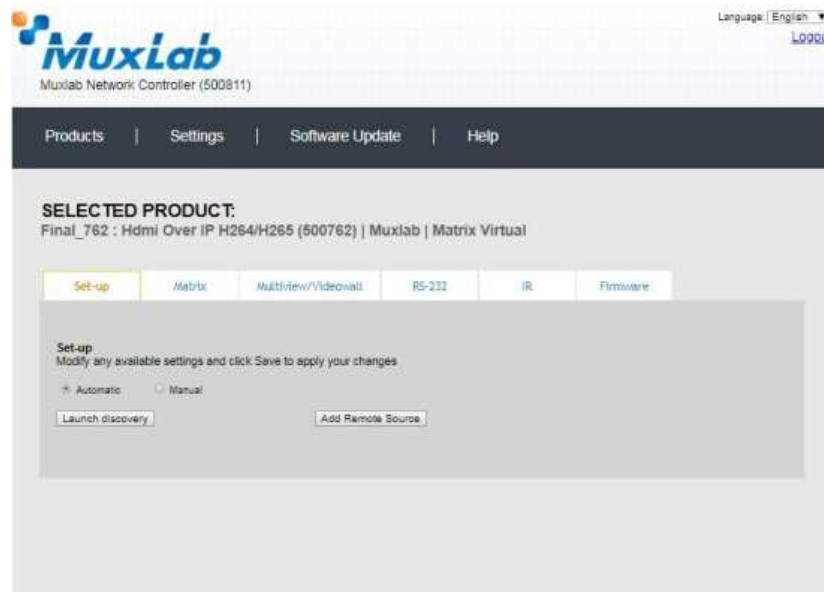 Language: English
Logou
MuxLab
Muxlab Network Controller (500811)
Products | Settings | Software Update | Help
SELECTED PRODUCT:
Final_762 : Hdmi Over IP H264/H265 (500762) | Muxlab | Matrix Virtual
Set-up Matrix Multiview/Videowall RS-232 IR Firmware
Set-up
Modify any available settings and click Save to apply your changes
Automatic Manual
Launch discovery Add Remote Source